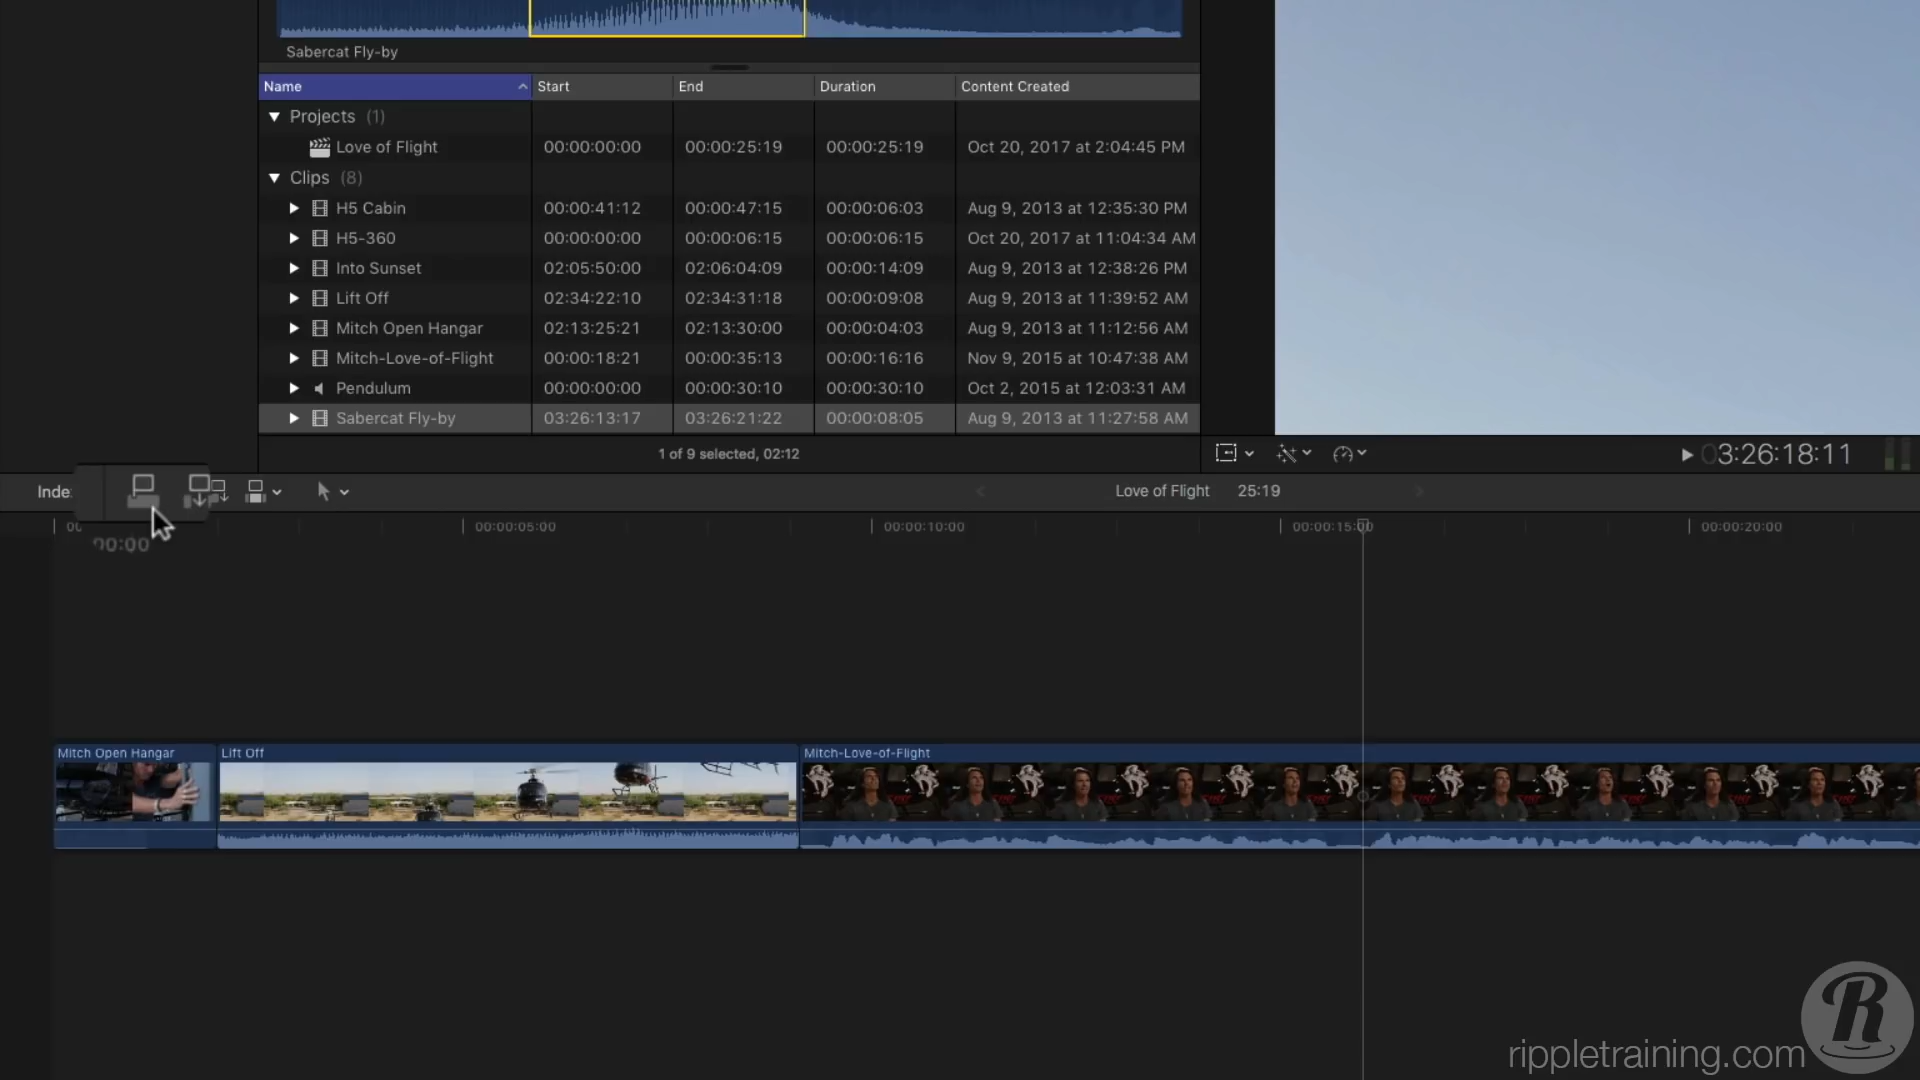 Sabercat Fly-by
Name Start End Duration Content Created
Projects (1)
Love of Flight 00:00:00:00 00:00:25:19 00:00:25:19 Oct 20, 2017 at 2:04:45 PM
Clips (8)
H5 Cabin 00:00:41:12 00:00:47:15 00:00:06:03 Aug 9, 2013 at 12:35:30 PM
H5-360 00:00:00:00 00:00:06:15 00:00:06:15 Oct 20, 2017 at 11:04:34 AM
Into Sunset 02:05:50:00 02:06:04:09 00:00:14:09 Aug 9, 2013 at 12:38:26 PM
Lift Off 02:34:22:10 02:34:31:18 00:00:09:08 Aug 9, 2013 at 11:39:52 AM
Mitch Open Hangar 02:13:25:21 02:13:30:00 00:00:04:03 Aug 9, 2013 at 11:12:56 AM
Mitch-Love-of-Flight 00:00:18:21 00:00:35:13 00:00:16:16 Nov 9, 2015 at 10:47:38 AM
Pendulum 00:00:00:00 00:00:30:10 00:00:30:10 Oct 2, 2015 at 12:03:31 AM
Sabercat Fly-by 03:26:13:17 03:26:21:22 00:00:08:05 Aug 9, 2013 at 11:27:58 AM
1 of 9 selected, 02:12
03:26:18:11
Inde
Love of Flight 25:19
00:00:05:00 00:00:10:00 00:00:15:00 00:00:20:00
00:00
Mitch Open Hangar Lift Off Mitch-Love-of-Flight
R
rippletraining.com